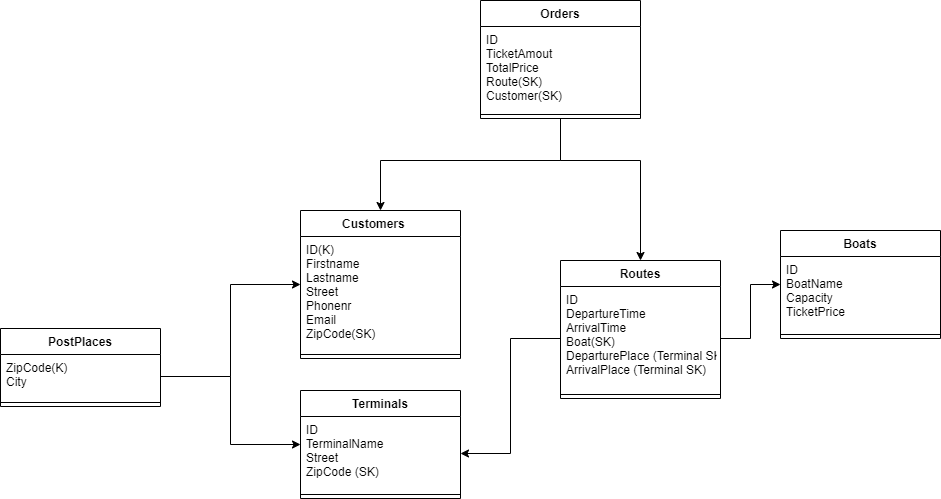 Orders
ID
TicketAmout
TotalPrice
Route(SK)
Customer(SK)
Customers
ID(K)
Firstname
Lastname
Street
Phonenr
Email
ZipCode(SK)
Routes
ID
DepartureTime
ArrivalTime
Boat(SK)
DeparturePlace (Terminal SK
ArrivalPlace (Terminal SK)
Boats
ID
BoatName
Capacity
TicketPrice
PostPlaces
ZipCode(K)
City
Terminals
ID
TerminalName
Street
ZipCode (SK)